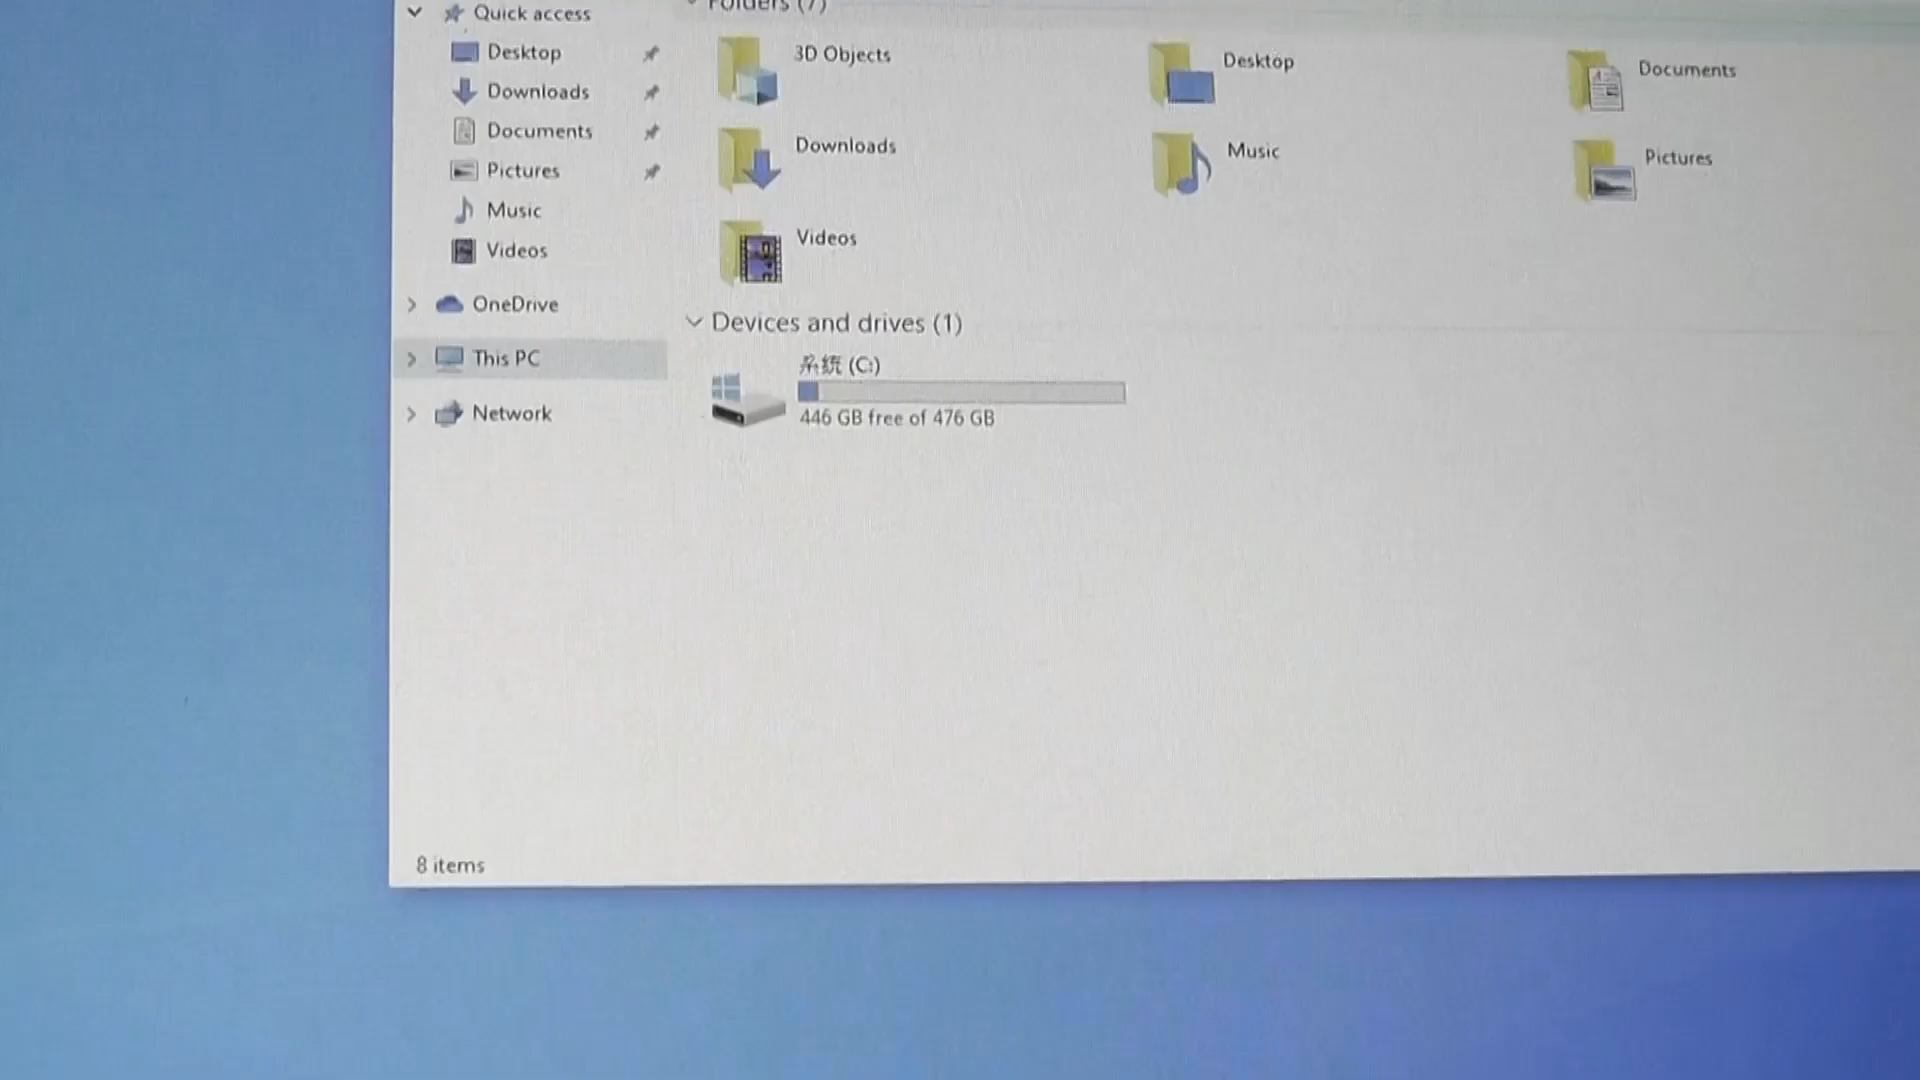 Quick access
Desktop
Downloads
Documents
Pictures
Music
Videos
OneDrive
This PC
Network
Folders (7)
3D Objects
Desktop
Documents
Downloads
Music
Pictures
Videos
Devices and drives (1)
系统 (C:)
446 GB free of 476 GB
8 items